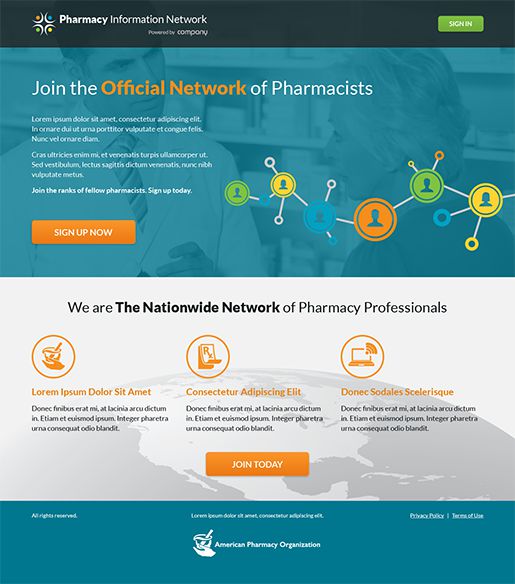 Pharmacy Information Network
Powered by company
SIGN IN
Join the Official Network of Pharmacists
Lorem ipsum dolor sit amet, consectetur adipiscing elit.
In ornare dui ut urna porttitor vulputate et congue felis.
Nunc vel ornare diam.
Cras ultricies enim mi, et venenatis turpis ullamcorper ut.
Sed vestibulum, lectus sagittis dictum venenatis, nunc nibh
vulputate metus.
Join the ranks of fellow pharmacists. Sign up today.
SIGN UP NOW
We are The Nationwide Network of Pharmacy Professionals
Rx
Lorem Ipsum Dolor Sit Amet
Donec finibus erat mi, at lacinia arcu dictum
in. Etiam et euismod ipsum. Integer pharetra
urna consequat odio blandit.
Consectetur Adipiscing Elit
Donec finibus erat mi, at lacinia arcu dictum
in. Etiam et euismod ipsum. Integer pharetra
urna consequat odio blandit.
Donec Sodales Scelerisque
Donec finibus erat mi, at lacinia arcu dictum
in. Etiam et euismod ipsum. Integer pharetra
urna consequat odio blandit.
JOIN TODAY
All rights reserved.
Lorem ipsum dolor sit amet, consectetur adipiscing elit.
Privacy Policy | Terms of Use
American Pharmacy Organization